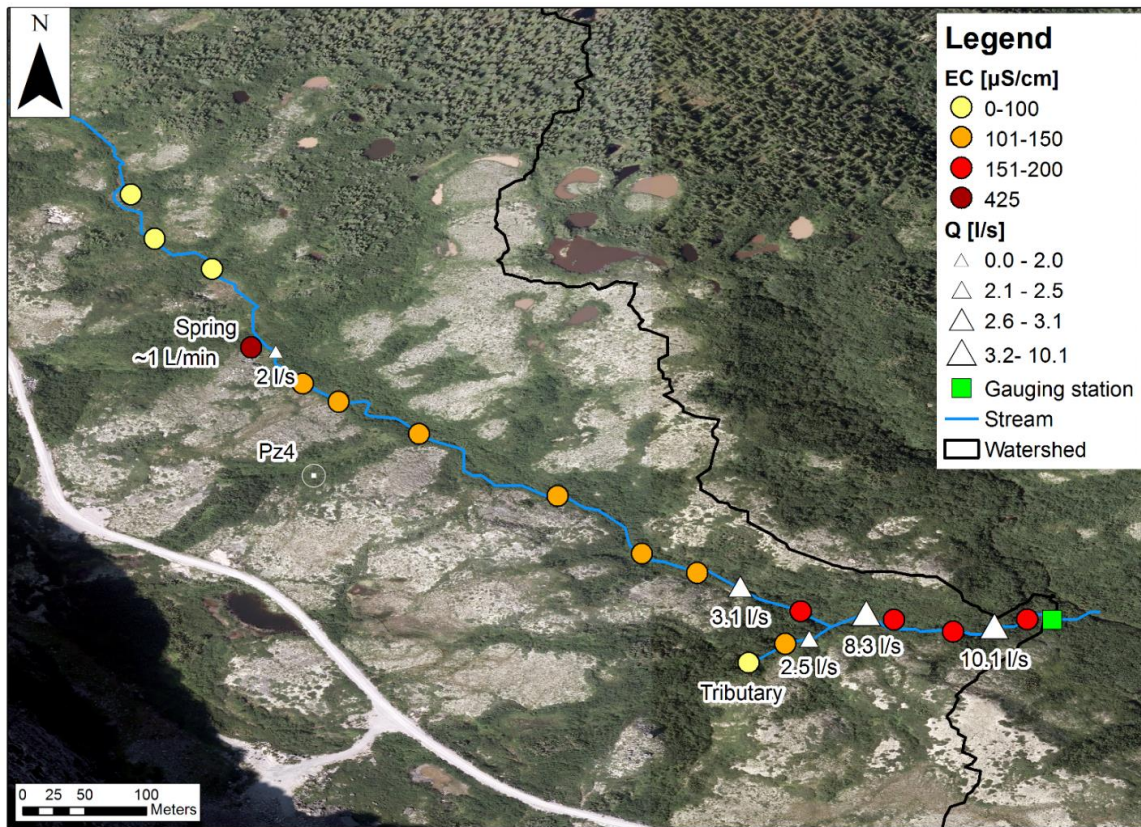 N
Legend
EC [µS/cm]
0-100
101-150
151-200
425
Q [l/s]
0.0 - 2.0
2.1 - 2.5
2.6 - 3.1
3.2- 10.1
Gauging station
Stream
Watershed
Spring
~1 L/min
2 l/s
Pz4
3.1 l/s
8.3 l/s
2.5 l/s
10.1 l/s
Tributary
0 25 50 100
Meters